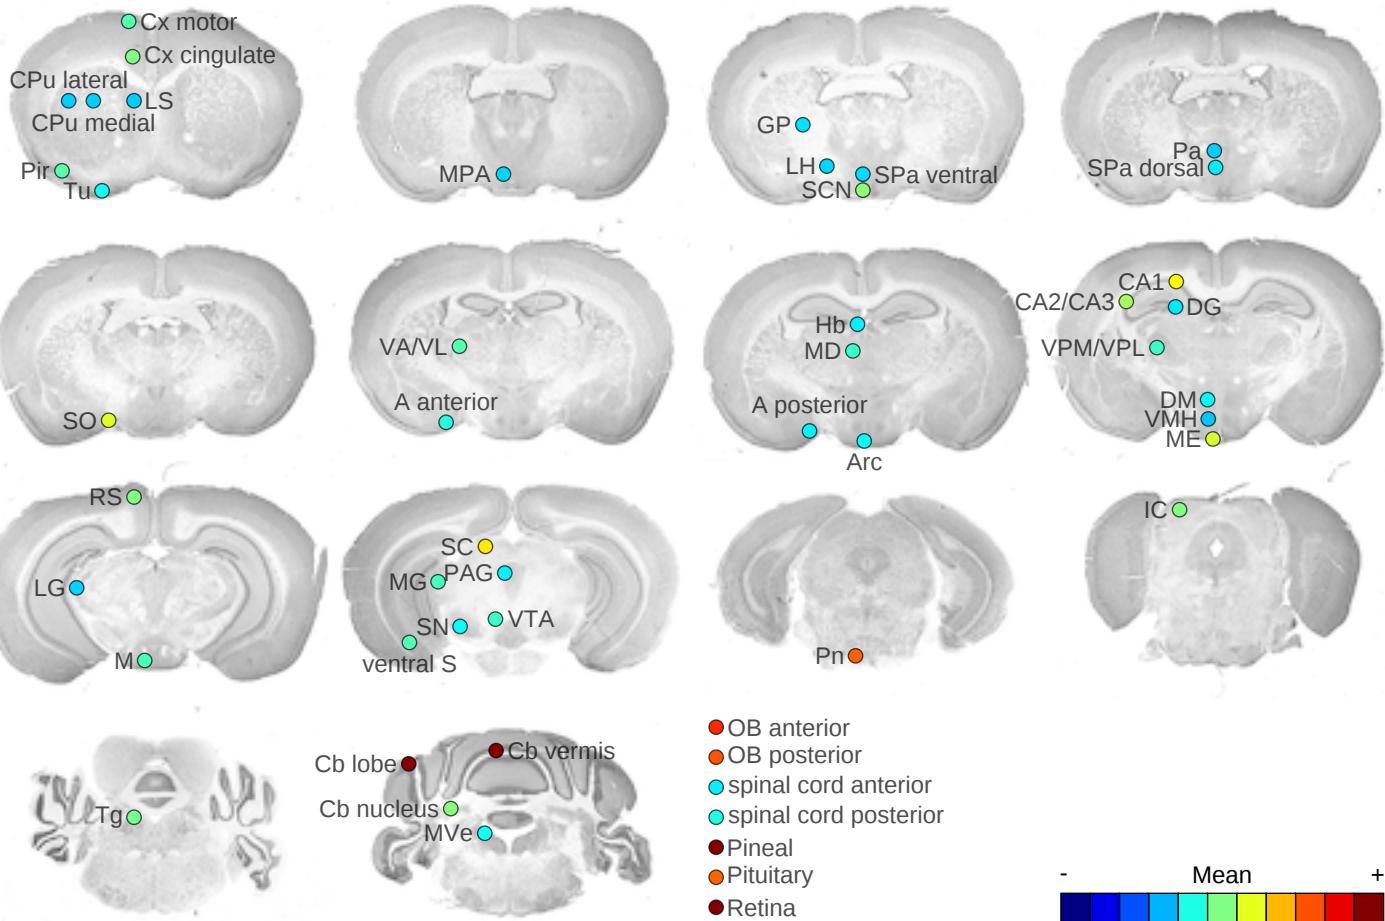 Cx motor
Cx cingulate
CPu lateral
LS
CPu medial
Pir
Tu
MPA
GP
LH
SPa ventral
SCN
Pa
SPa dorsal
SO
VA/VL
A anterior
Hb
MD
A posterior
Arc
CA1
CA2/CA3
DG
VPM/VPL
DM
VMH
ME
RS
LG
M
SC
MG
PAG
SN
VTA
ventral S
Pn
IC
Tg
Cb lobe
Cb vermis
Cb nucleus
MVe
OB anterior
OB posterior
spinal cord anterior
spinal cord posterior
Pineal
Pituitary
Retina
- Mean +